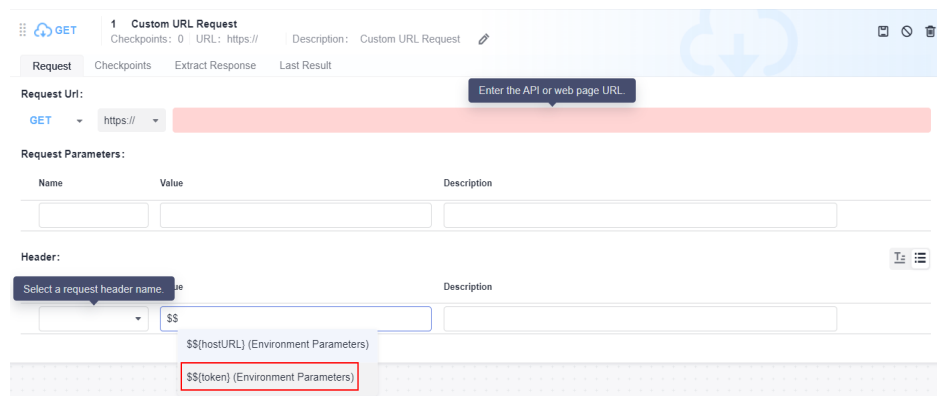 GET
1 Custom URL Request
Checkpoints: 0 URL: https:// Description: Custom URL Request
Request Checkpoints Extract Response Last Result
Request Url:
Enter the API or web page URL.
GET https://
Request Parameters:
Name Value Description
Header:
Select a request header name. ue Description
$$
$${hostURL} (Environment Parameters)
$${token} (Environment Parameters)